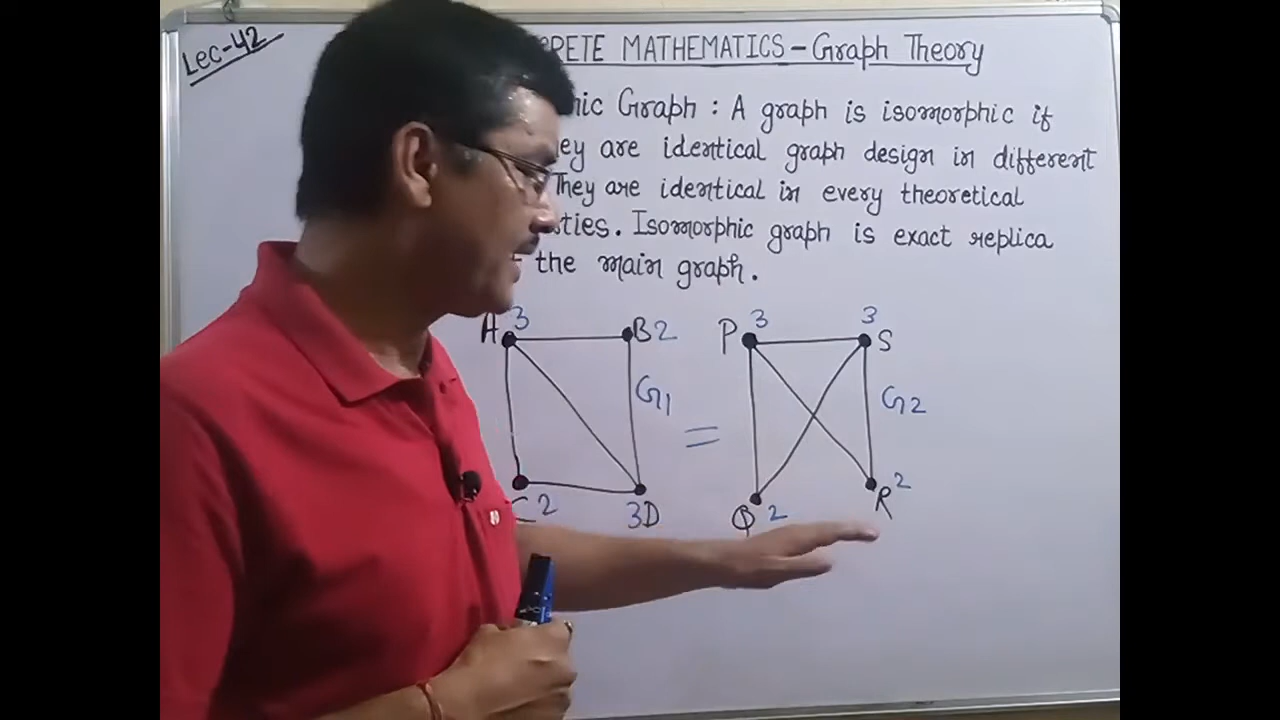 Lec-42
CRETE MATHEMATICS - Graph Theory
hic Graph : A graph is isomorphic if
ey are identical graph design in different
They are identical in every theoretical
ties. Isomorphic graph is exact replica
the main graph.
A 3 B 2 P 3 3 S
G1 = G2
C 2 3 D Q 2 R 2